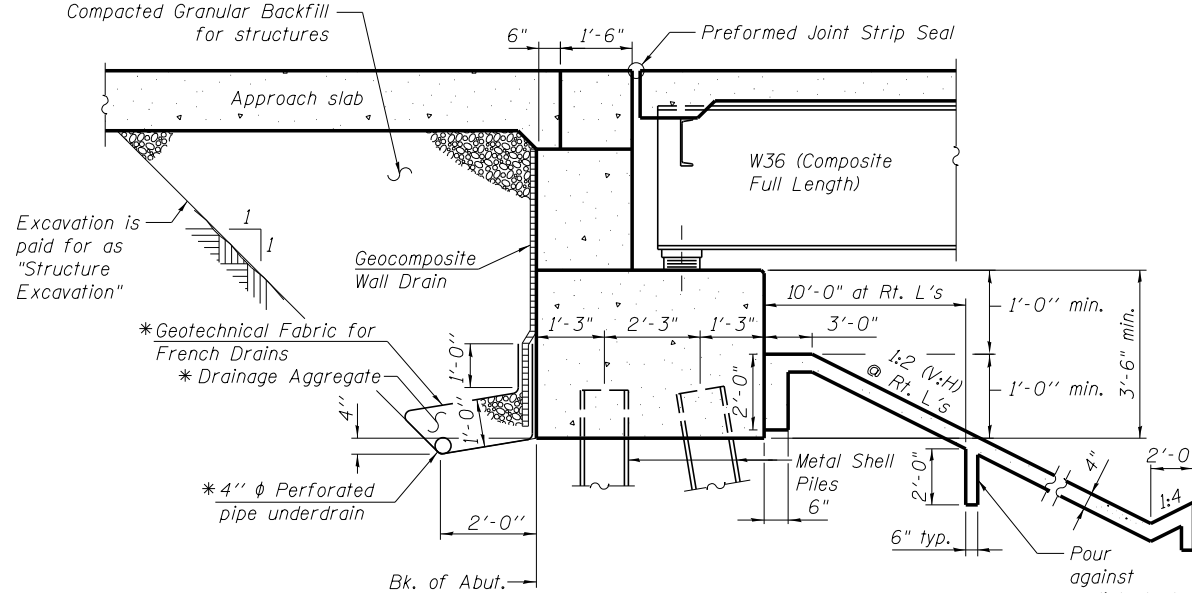 Compacted Granular Backfill
for structures
6"
1'-6"
Preformed Joint Strip Seal
Approach slab
W36 (Composite
Full Length)
Excavation is
paid for as
"Structure
Excavation"
1
1
Geocomposite
Wall Drain
10'-0" at Rt. L's
1'-0" min.
3'-6" min.
*Geotechnical Fabric for
French Drains
1'-3"
2'-3"
1'-3"
3'-0"
1:2 (V:H)
@ Rt. L's
1'-0"
*Drainage Aggregate
2'-0"
1'-0" min.
4"
1'-0"
Metal Shell
Piles
2'-0"
2'-0
4"
1:4
*4" ϕ Perforated
pipe underdrain
6"
2'-0"
6" typ.
Pour
against
Bk. of Abut.